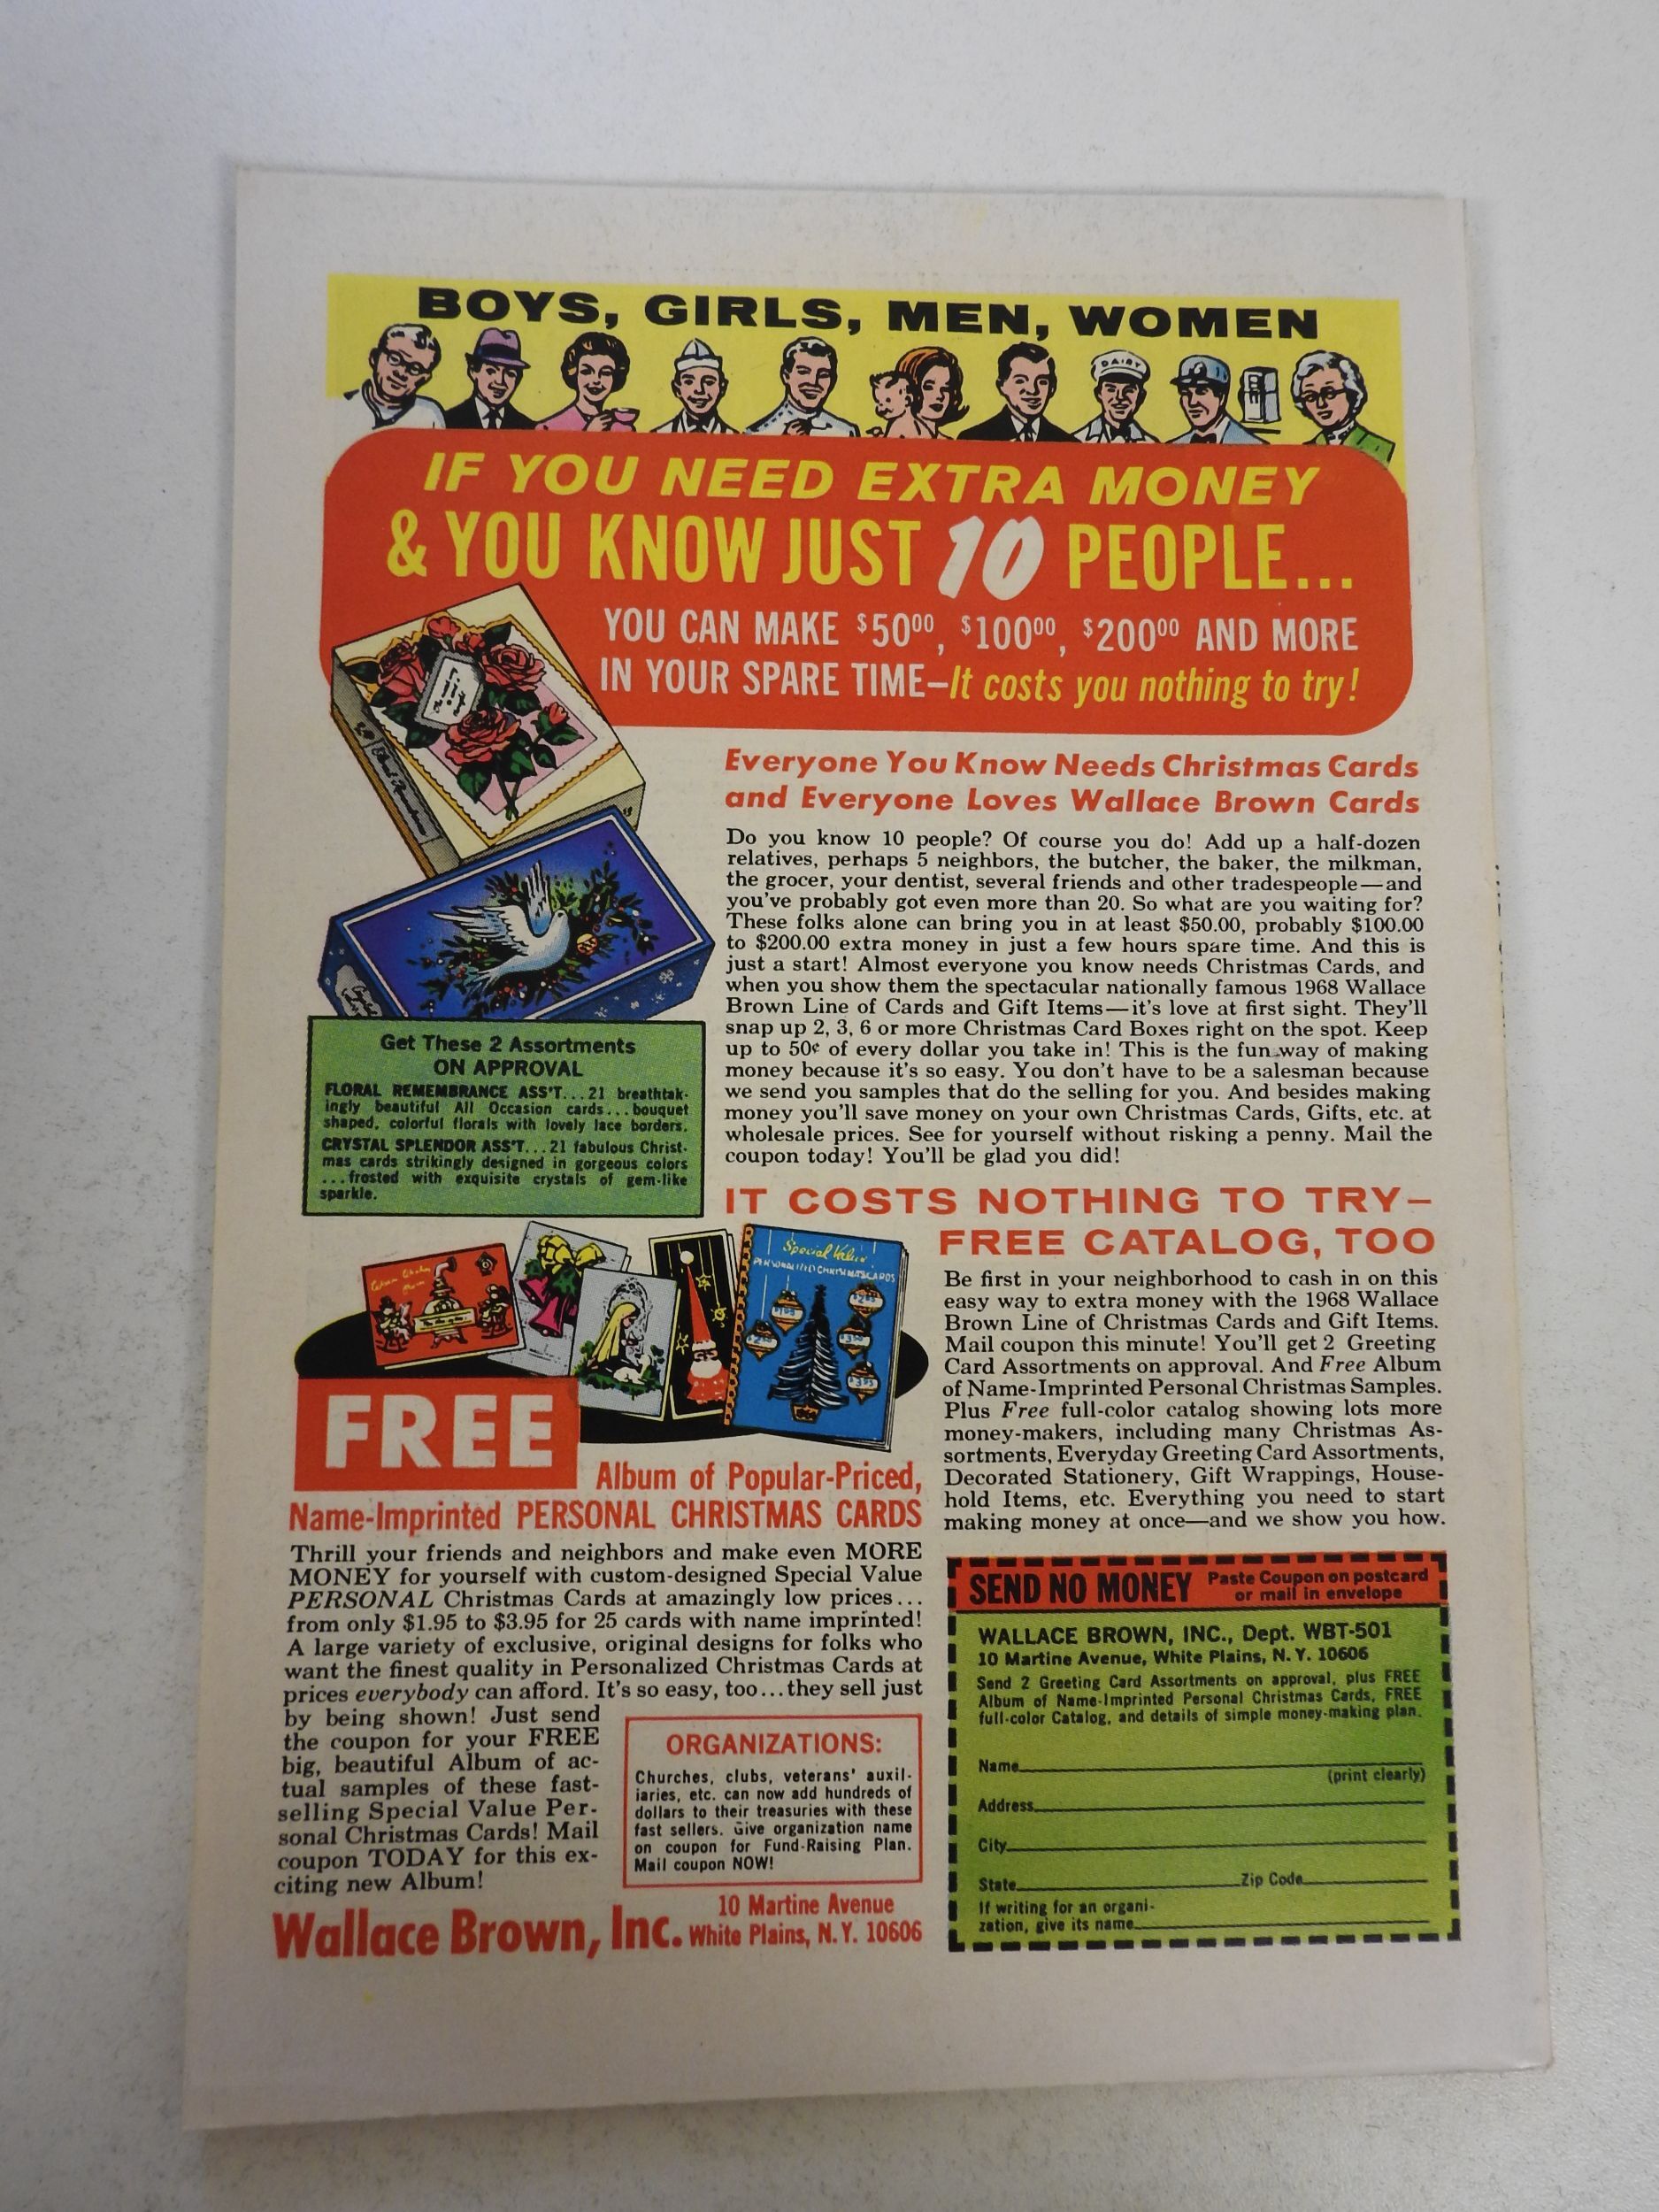 BOYS, GIRLS, MEN, WOMEN
DAIRY
IF YOU NEED EXTRA MONEY
& YOU KNOW JUST 10 PEOPLE...
YOU CAN MAKE $50⁰⁰, $100⁰⁰, $200⁰⁰ AND MORE
IN YOUR SPARE TIME—It costs you nothing to try!
Everyone You Know Needs Christmas Cards
and Everyone Loves Wallace Brown Cards
Do you know 10 people? Of course you do! Add up a half-dozen
relatives, perhaps 5 neighbors, the butcher, the baker, the milkman,
the grocer, your dentist, several friends and other tradespeople—and
you've probably got even more than 20. So what are you waiting for?
These folks alone can bring you in at least $50.00, probably $100.00
to $200.00 extra money in just a few hours spare time. And this is
just a start! Almost everyone you know needs Christmas Cards, and
when you show them the spectacular nationally famous 1968 Wallace
Brown Line of Cards and Gift Items—it's love at first sight. They'll
snap up 2, 3, 6 or more Christmas Card Boxes right on the spot. Keep
up to 50¢ of every dollar you take in! This is the fun way of making
money because it's so easy. You don't have to be a salesman because
we send you samples that do the selling for you. And besides making
money you'll save money on your own Christmas Cards, Gifts, etc. at
wholesale prices. See for yourself without risking a penny. Mail the
coupon today! You'll be glad you did!
Get These 2 Assortments
ON APPROVAL
FLORAL REMEMBRANCE ASS'T...21 breathtak-
ingly beautiful All Occasion cards...bouquet
shaped, colorful florals with lovely lace borders.
CRYSTAL SPLENDOR ASS'T...21 fabulous Christ-
mas cards strikingly designed in gorgeous colors
...frosted with exquisite crystals of gem-like
sparkle.
IT COSTS NOTHING TO TRY—
FREE CATALOG, TOO
Be first in your neighborhood to cash in on this
easy way to extra money with the 1968 Wallace
Brown Line of Christmas Cards and Gift Items.
Mail coupon this minute! You'll get 2 Greeting
Card Assortments on approval. And Free Album
of Name-Imprinted Personal Christmas Samples.
Plus Free full-color catalog showing lots more
money-makers, including many Christmas As-
sortments, Everyday Greeting Card Assortments,
Decorated Stationery, Gift Wrappings, House-
hold Items, etc. Everything you need to start
making money at once—and we show you how.
Special Value
PERSONALIZED CHRISTMAS CARDS
FREE
Album of Popular-Priced,
Name-Imprinted PERSONAL CHRISTMAS CARDS
Thrill your friends and neighbors and make even MORE
MONEY for yourself with custom-designed Special Value
PERSONAL Christmas Cards at amazingly low prices...
from only $1.95 to $3.95 for 25 cards with name imprinted!
A large variety of exclusive, original designs for folks who
want the finest quality in Personalized Christmas Cards at
prices everybody can afford. It's so easy, too...they sell just
by being shown! Just send
the coupon for your FREE
big, beautiful Album of ac-
tual samples of these fast-
selling Special Value Per-
sonal Christmas Cards! Mail
coupon TODAY for this ex-
citing new Album!
ORGANIZATIONS:
Churches, clubs, veterans' auxil-
iaries, etc. can now add hundreds of
dollars to their treasuries with these
fast sellers. Give organization name
on coupon for Fund-Raising Plan.
Mail coupon NOW!
Wallace Brown, Inc.
10 Martine Avenue
White Plains, N.Y. 10606
SEND NO MONEY
Paste Coupon on postcard
or mail in envelope
WALLACE BROWN, INC., Dept. WBT-501
10 Martine Avenue, White Plains, N.Y. 10606
Send 2 Greeting Card Assortments on approval, plus FREE
Album of Name-Imprinted Personal Christmas Cards, FREE
full-color Catalog, and details of simple money-making plan.
Name
(print clearly)
Address
City
State Zip Code
If writing for an organi-
zation, give its name